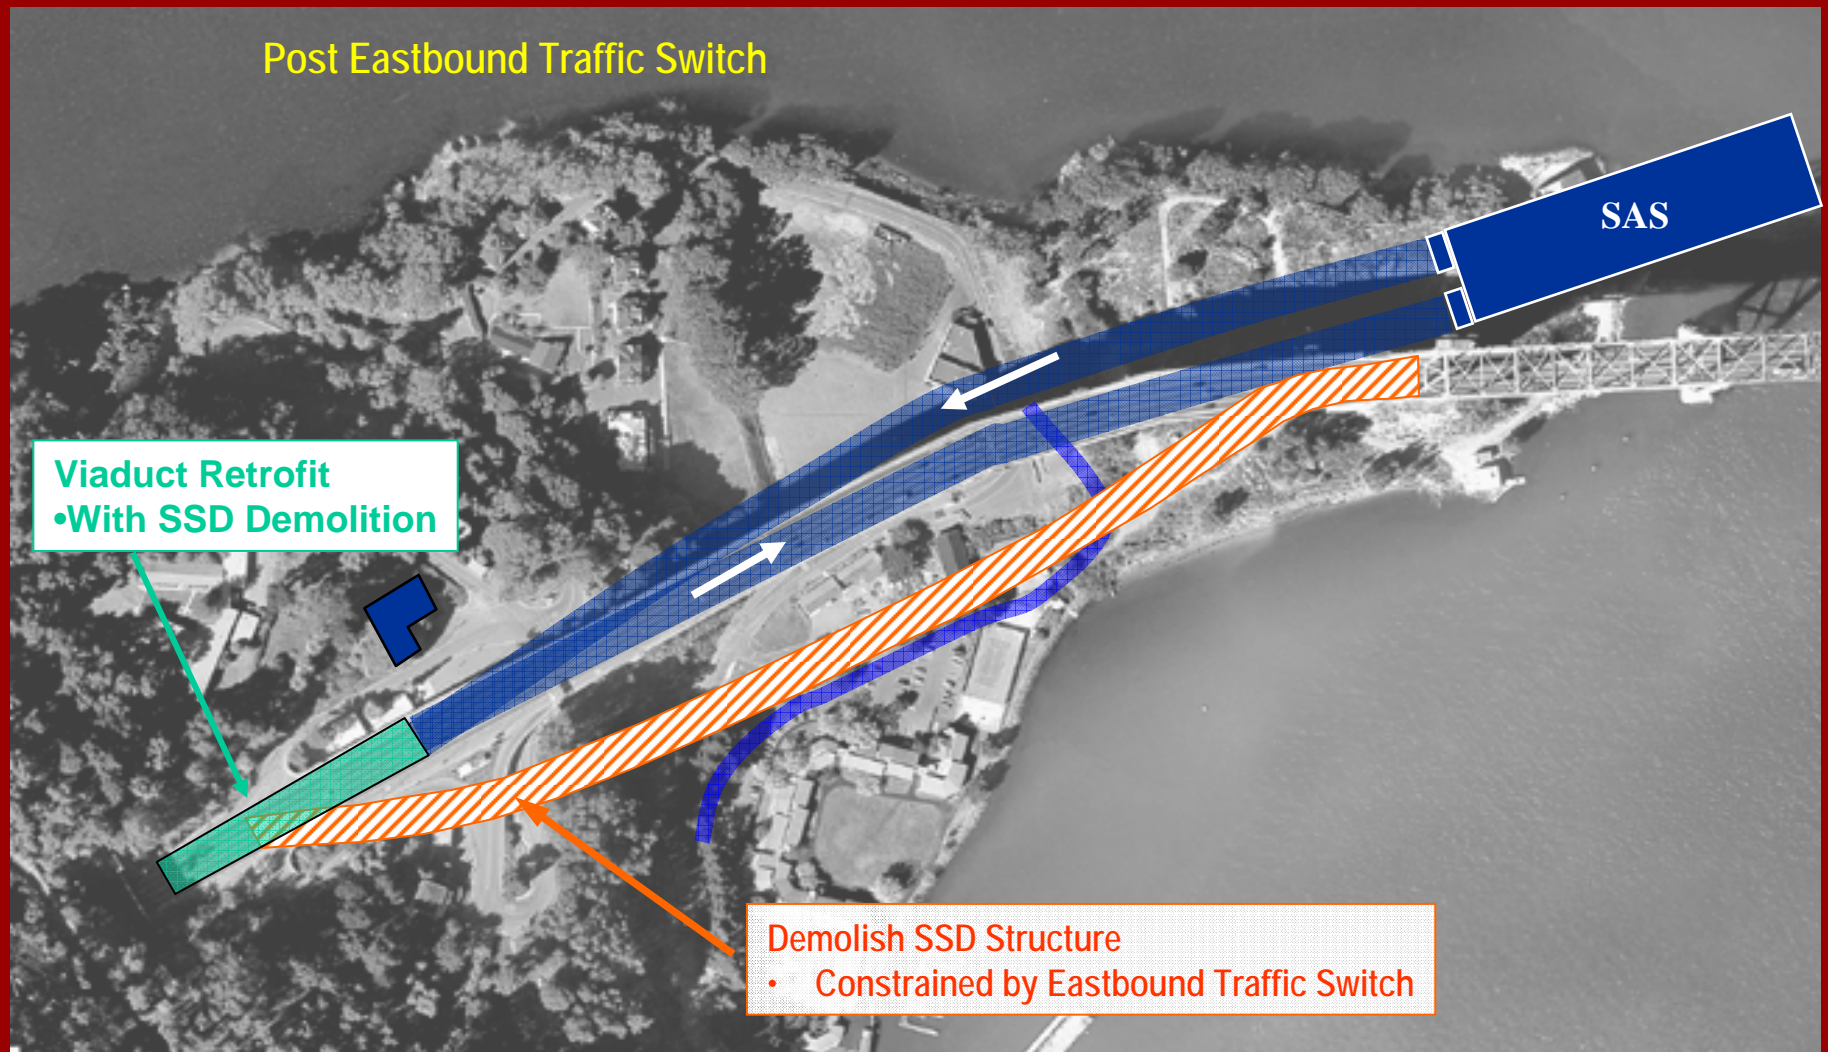 Post Eastbound Traffic Switch
SAS
Viaduct Retrofit
•With SSD Demolition
Demolish SSD Structure
• Constrained by Eastbound Traffic Switch